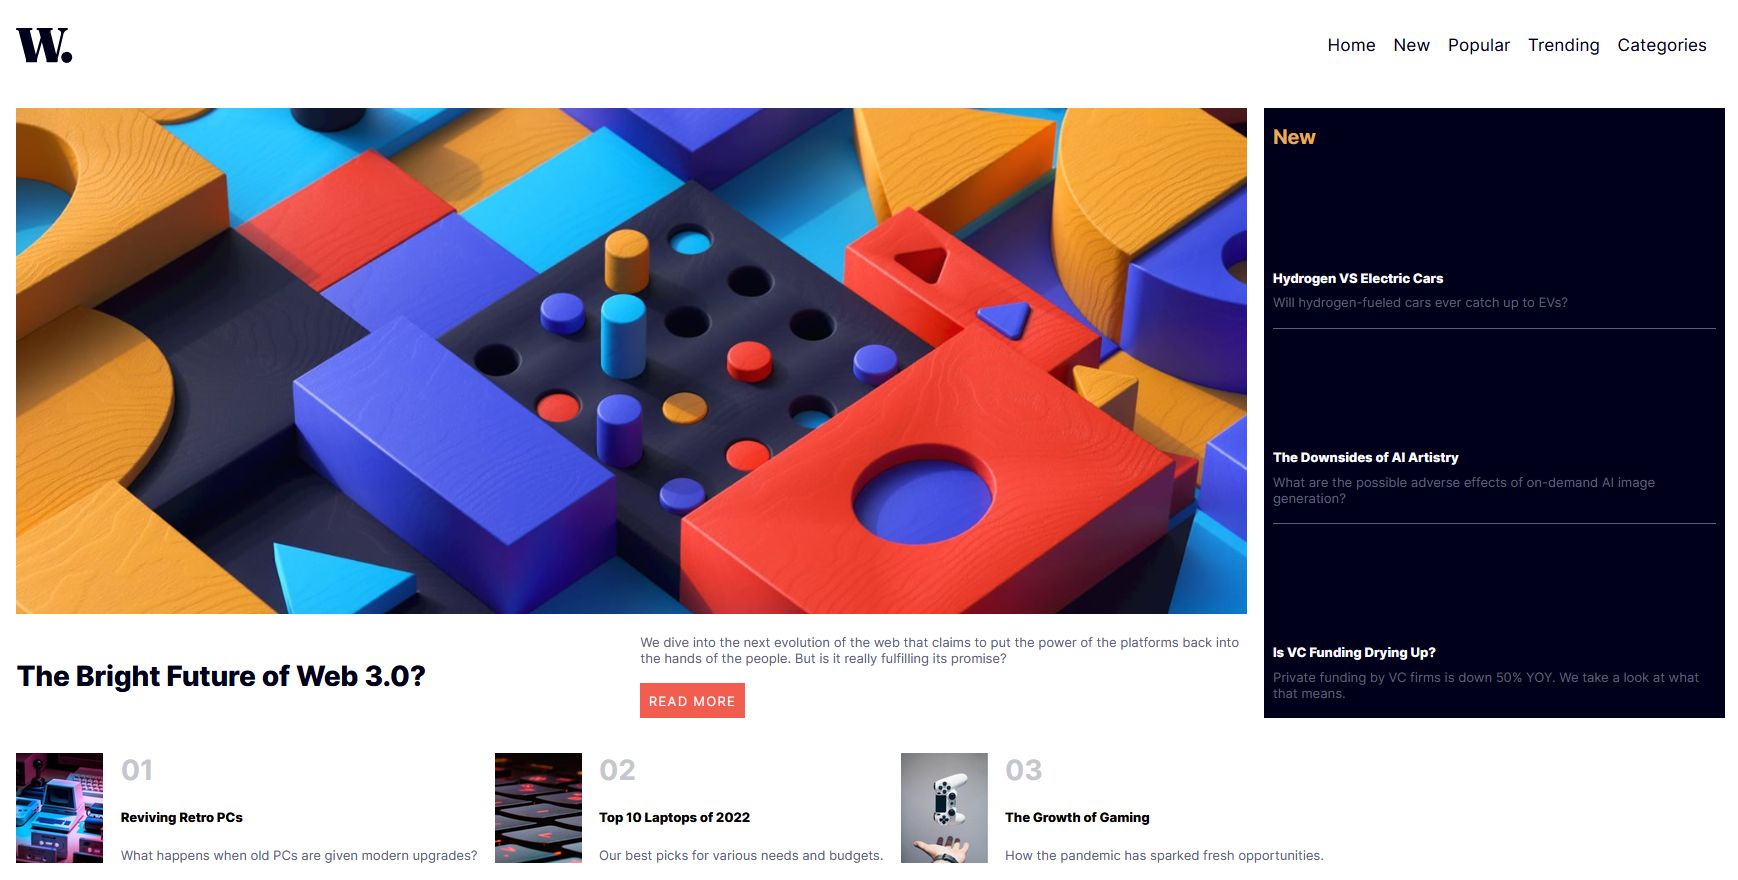 W.
Home New Popular Trending Categories
New
Hydrogen VS Electric Cars
Will hydrogen-fueled cars ever catch up to EVs?
The Downsides of AI Artistry
What are the possible adverse effects of on-demand AI image
generation?
Is VC Funding Drying Up?
Private funding by VC firms is down 50% YOY. We take a look at what
that means.
The Bright Future of Web 3.0?
We dive into the next evolution of the web that claims to put the power of the platforms back into
the hands of the people. But is it really fulfilling its promise?
READ MORE
01
Reviving Retro PCs
What happens when old PCs are given modern upgrades?
02
Top 10 Laptops of 2022
Our best picks for various needs and budgets.
03
The Growth of Gaming
How the pandemic has sparked fresh opportunities.